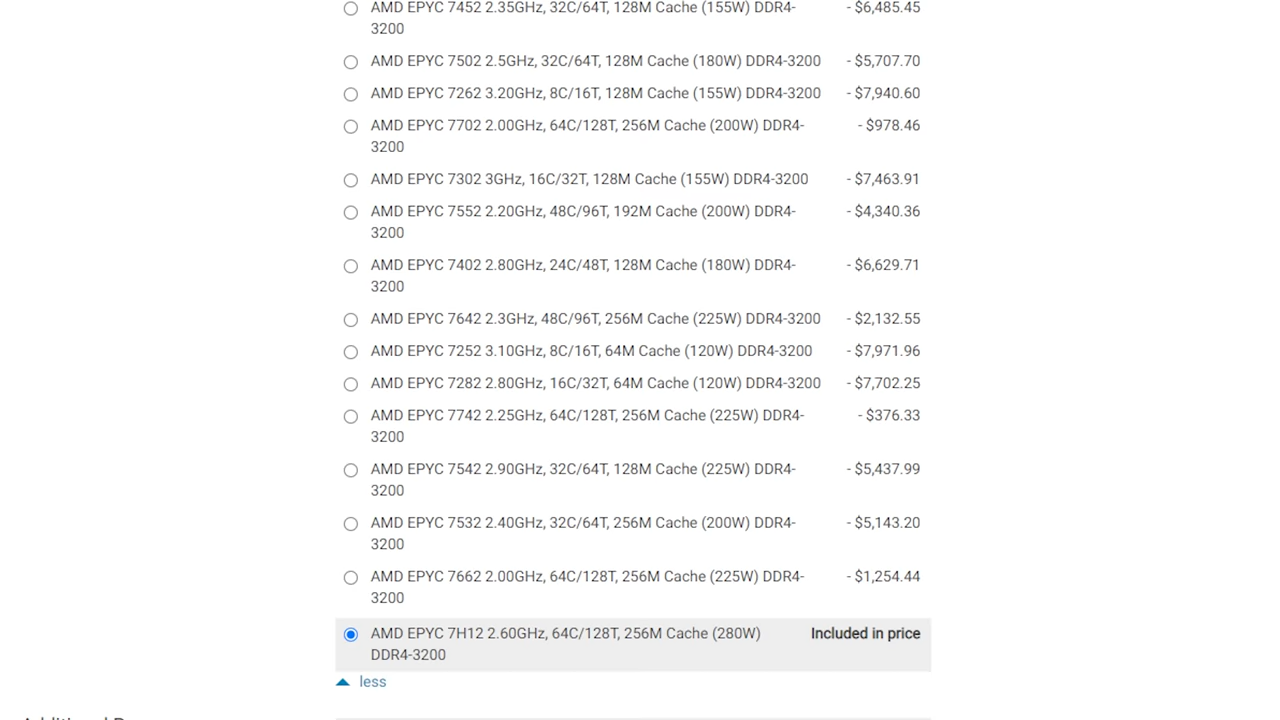 AMD EPYC 7452 2.35GHz, 32C/64T, 128M Cache (155W) DDR4- - $6,485.45
3200
AMD EPYC 7502 2.5GHz, 32C/64T, 128M Cache (180W) DDR4-3200 - $5,707.70
AMD EPYC 7262 3.20GHz, 8C/16T, 128M Cache (155W) DDR4-3200 - $7,940.60
AMD EPYC 7702 2.00GHz, 64C/128T, 256M Cache (200W) DDR4- - $978.46
3200
AMD EPYC 7302 3GHz, 16C/32T, 128M Cache (155W) DDR4-3200 - $7,463.91
AMD EPYC 7552 2.20GHz, 48C/96T, 192M Cache (200W) DDR4- - $4,340.36
3200
AMD EPYC 7402 2.80GHz, 24C/48T, 128M Cache (180W) DDR4- - $6,629.71
3200
AMD EPYC 7642 2.3GHz, 48C/96T, 256M Cache (225W) DDR4-3200 - $2,132.55
AMD EPYC 7252 3.10GHz, 8C/16T, 64M Cache (120W) DDR4-3200 - $7,971.96
AMD EPYC 7282 2.80GHz, 16C/32T, 64M Cache (120W) DDR4-3200 - $7,702.25
AMD EPYC 7742 2.25GHz, 64C/128T, 256M Cache (225W) DDR4- - $376.33
3200
AMD EPYC 7542 2.90GHz, 32C/64T, 128M Cache (225W) DDR4- - $5,437.99
3200
AMD EPYC 7532 2.40GHz, 32C/64T, 256M Cache (200W) DDR4- - $5,143.20
3200
AMD EPYC 7662 2.00GHz, 64C/128T, 256M Cache (225W) DDR4- - $1,254.44
3200
AMD EPYC 7H12 2.60GHz, 64C/128T, 256M Cache (280W) Included in price
DDR4-3200
less